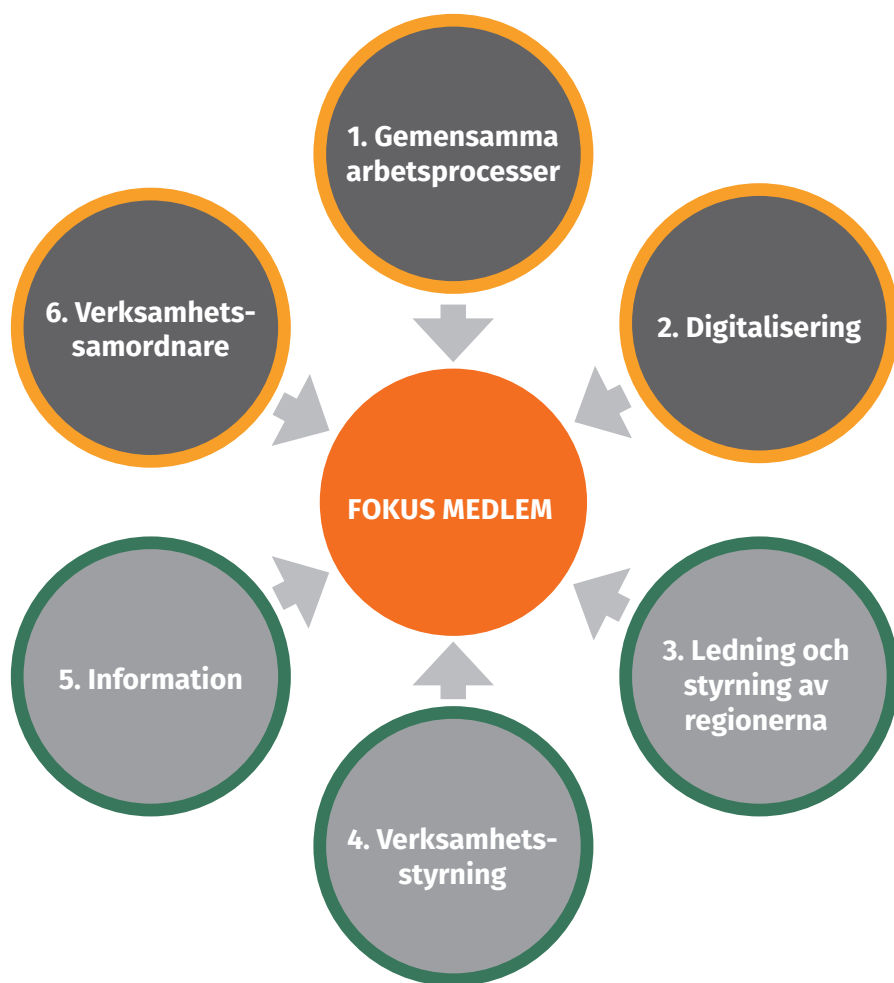 1. Gemensamma
arbetsprocesser
2. Digitalisering
3. Ledning och
styrning av
regionerna
4. Verksamhets-
styrning
5. Information
6. Verksamhets-
samordnare
FOKUS MEDLEM